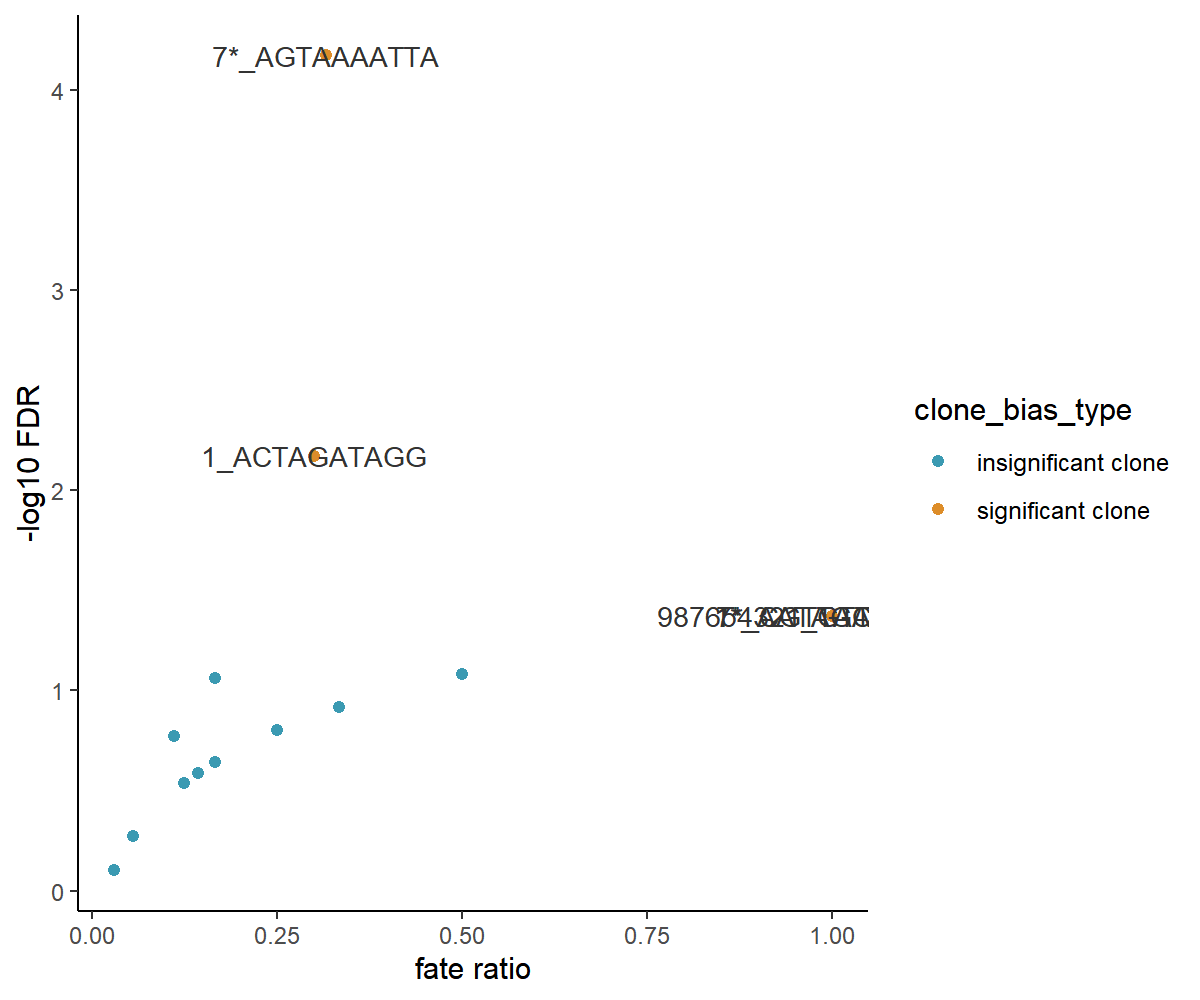 7*_AGTAAAATTA
4
3
1_ACTAGATAGG
2
1
0
-log10 FDR
0.00
0.25
0.50
0.75
1.00
fate ratio
clone_bias_type
insignificant clone
significant clone